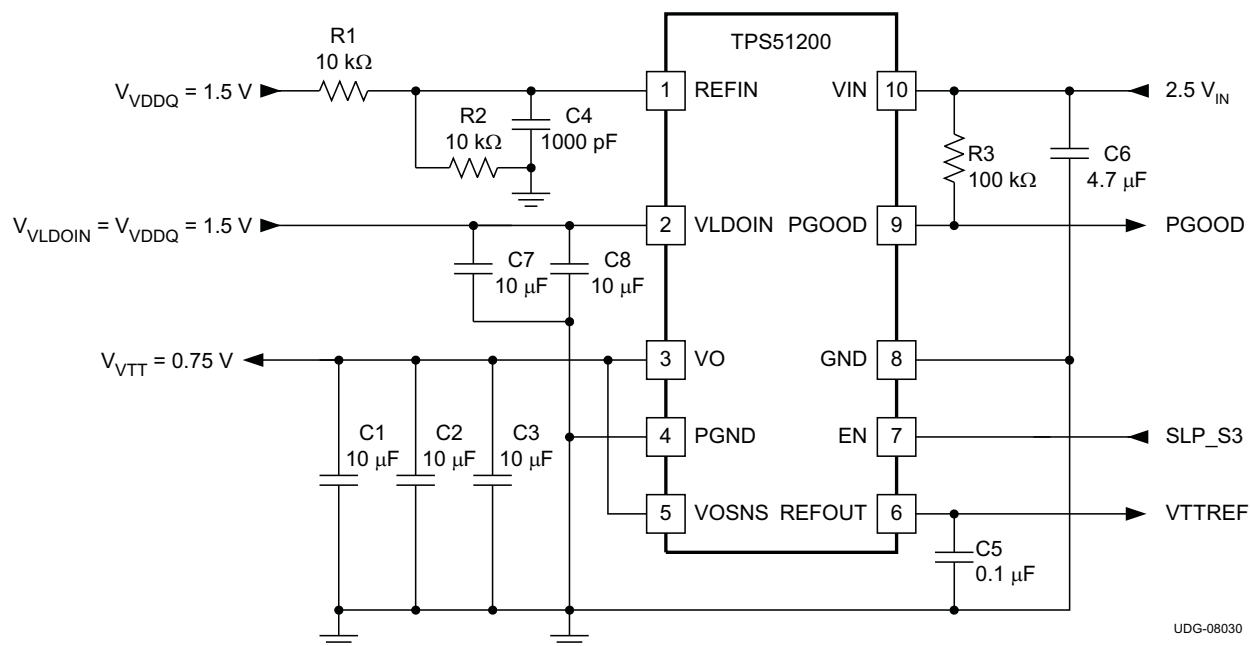 TPS51200
R1
10 kΩ
V_VDDQ = 1.5 V
1 REFIN
VIN 10
2.5 V_IN
R2
10 kΩ
C4
1000 pF
R3
100 kΩ
C6
4.7 μF
V_VLDOIN = V_VDDQ = 1.5 V
2 VLDOIN
PGOOD 9
PGOOD
C7
10 μF
C8
10 μF
V_VTT = 0.75 V
3 VO
GND 8
C1
10 μF
C2
10 μF
C3
10 μF
4 PGND
EN 7
SLP_S3
5 VOSNS
REFOUT 6
VTTREF
C5
0.1 μF
UDG-08030